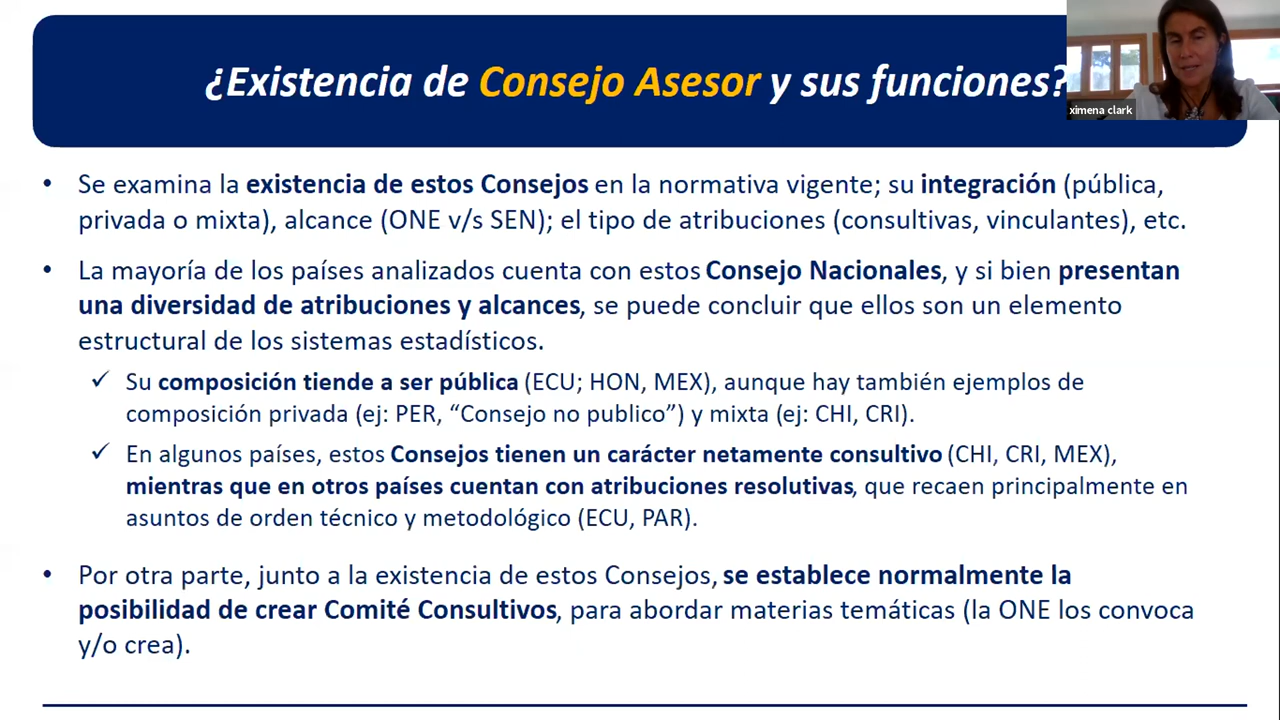 ¿Existencia de Consejo Asesor y sus funciones?
ximena clark
• Se examina la existencia de estos Consejos en la normativa vigente; su integración (pública,
privada o mixta), alcance (ONE v/s SEN); el tipo de atribuciones (consultivas, vinculantes), etc.
• La mayoría de los países analizados cuenta con estos Consejo Nacionales, y si bien presentan
una diversidad de atribuciones y alcances, se puede concluir que ellos son un elemento
estructural de los sistemas estadísticos.
✓ Su composición tiende a ser pública (ECU; HON, MEX), aunque hay también ejemplos de
composición privada (ej: PER, “Consejo no publico”) y mixta (ej: CHI, CRI).
✓ En algunos países, estos Consejos tienen un carácter netamente consultivo (CHI, CRI, MEX),
mientras que en otros países cuentan con atribuciones resolutivas, que recaen principalmente en
asuntos de orden técnico y metodológico (ECU, PAR).
• Por otra parte, junto a la existencia de estos Consejos, se establece normalmente la
posibilidad de crear Comité Consultivos, para abordar materias temáticas (la ONE los convoca
y/o crea).